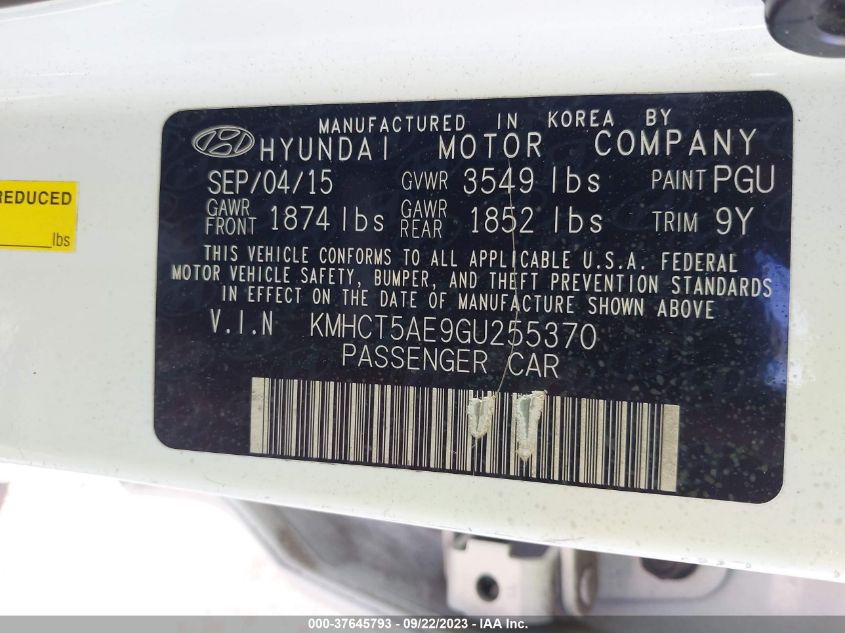 MANUFACTURED IN KOREA BY
HYUNDAI MOTOR COMPANY
SEP/04/15 GVWR 3549 lbs PAINT PGU
GAWR FRONT 1874 lbs GAWR REAR 1852 lbs TRIM 9Y
THIS VEHICLE CONFORMS TO ALL APPLICABLE U.S.A. FEDERAL
MOTOR VEHICLE SAFETY, BUMPER, AND THEFT PREVENTION STANDARDS
IN EFFECT ON THE DATE OF MANUFACTURE SHOWN ABOVE
V.I.N KMHCT5AE9GU255370
PASSENGER CAR
REDUCED
lbs
000-37645793 - 09/22/2023 - IAA Inc.